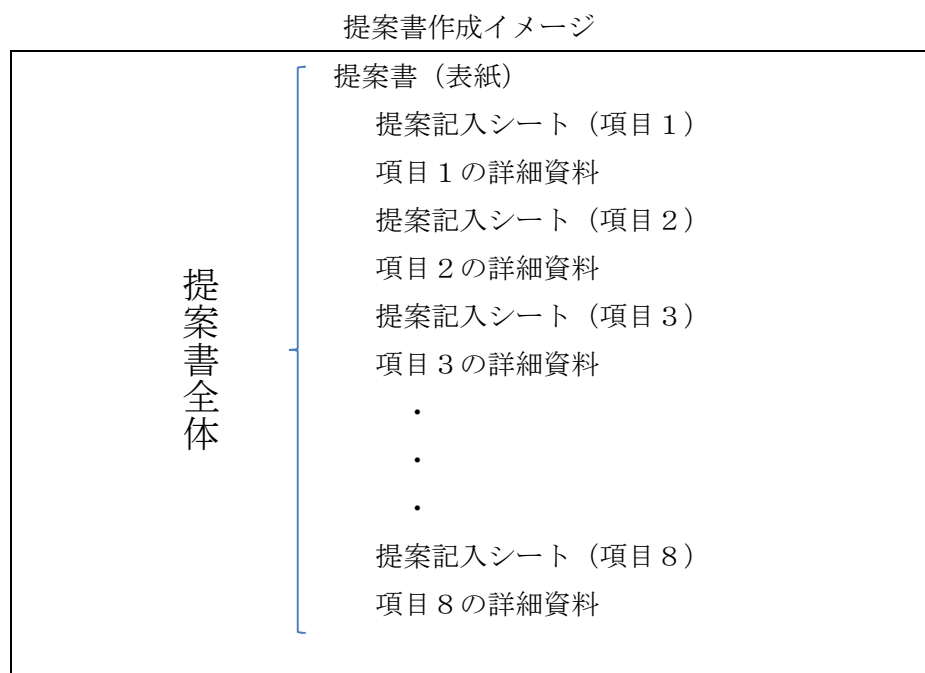 提案書作成イメージ
提案書（表紙）
提案記入シート（項目１）
項目１の詳細資料
提案記入シート（項目２）
項目２の詳細資料
提案記入シート（項目３）
項目３の詳細資料
・
・
・
提案記入シート（項目８）
項目８の詳細資料
提案書全体